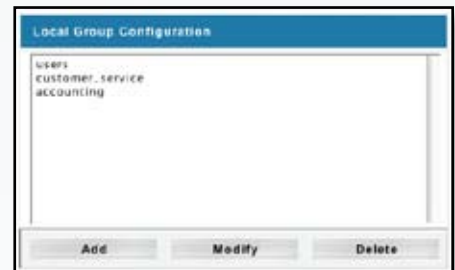 Local Group Configuration
users
customer.service
accounting
Add Modify Delete